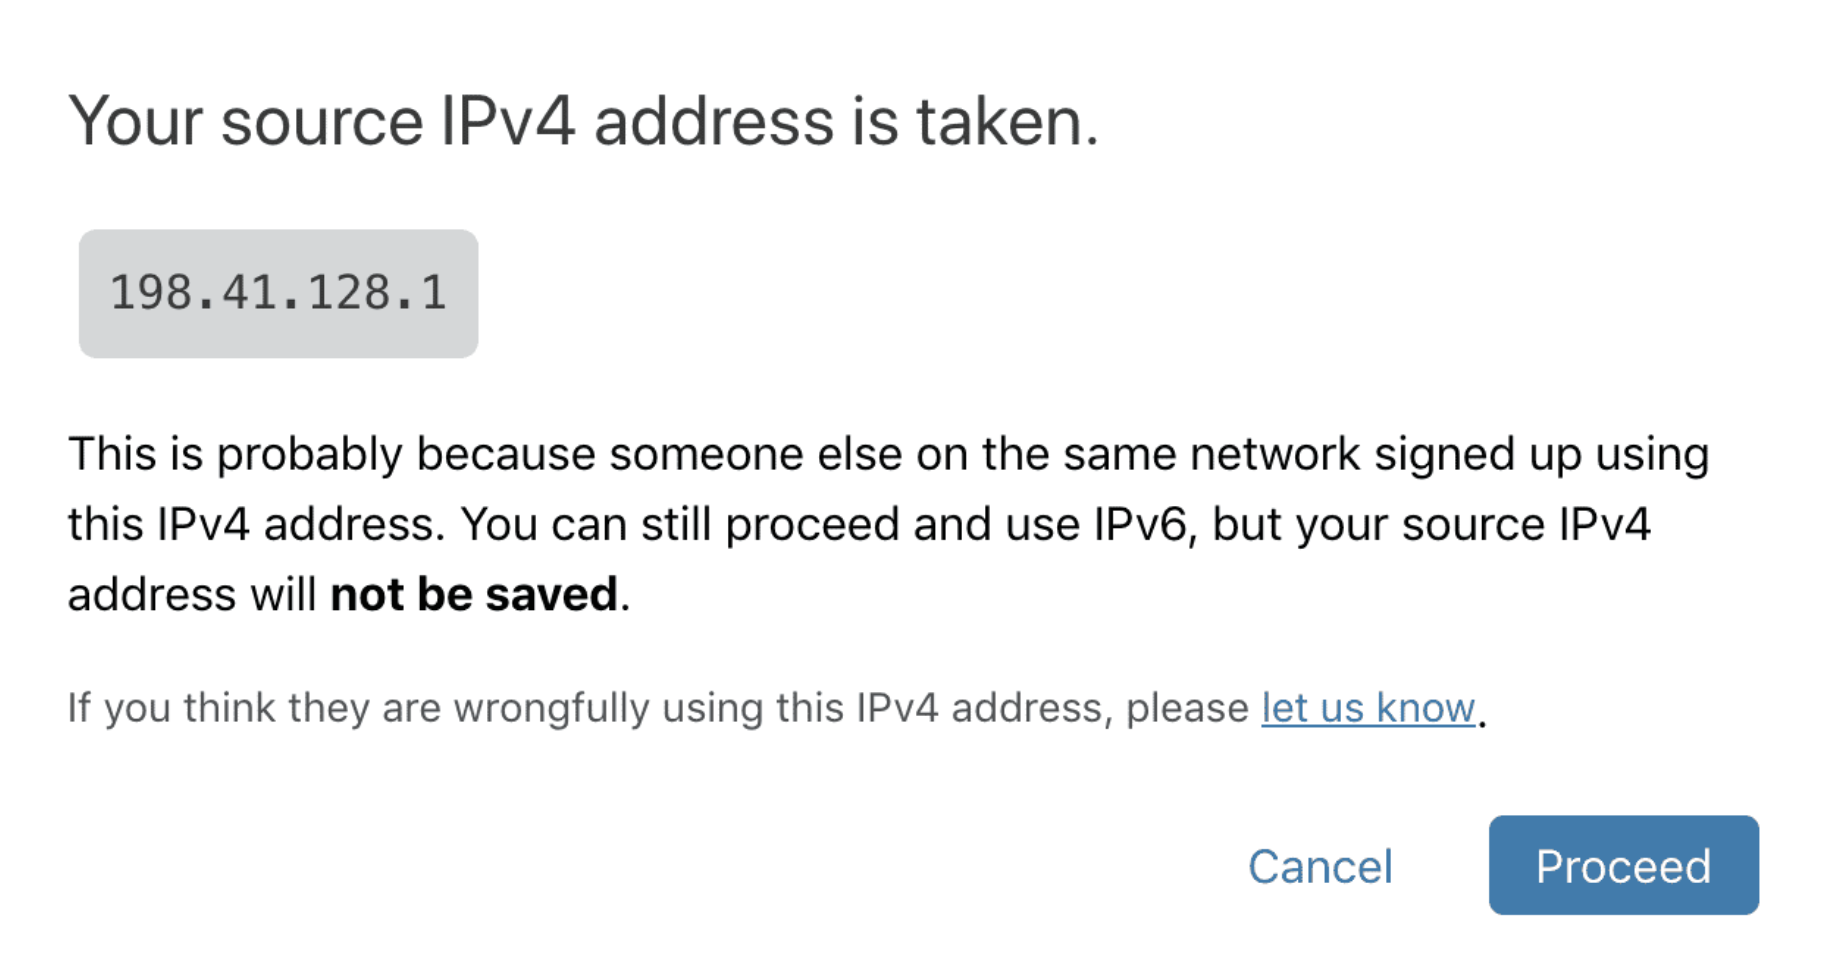 Your source IPv4 address is taken.
198.41.128.1
This is probably because someone else on the same network signed up using
this IPv4 address. You can still proceed and use IPv6, but your source IPv4
address will not be saved.
If you think they are wrongfully using this IPv4 address, please let us know.
Cancel Proceed